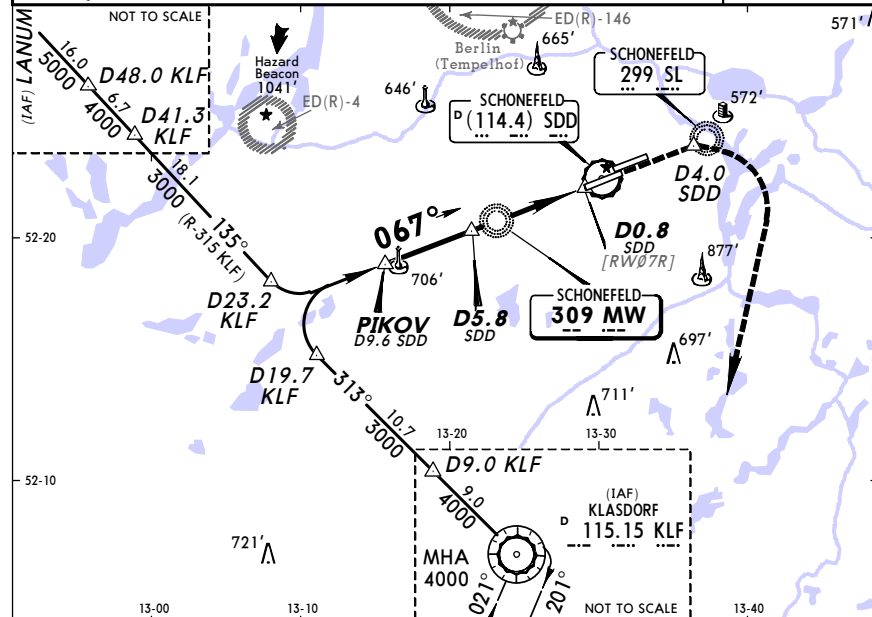 NOT TO SCALE
(IAF) LANUM
16.0
5000
D48.0 KLF
6.7
4000
D41.3
KLF
18.1
3000
(R-315 KLF)
135°
Hazard
Beacon
1041'
ED(R)-4
ED(R)-146
Berlin
(Tempelhof)
646'
665'
571'
572'
SCHONEFELD
299 SL
SCHONEFELD
D (114.4) SDD
D4.0
SDD
52-20
067°
D0.8
SDD
[RW07R]
877'
706'
D23.2
KLF
PIKOV
D9.6 SDD
D5.8
SDD
SCHONEFELD
309 MW
697'
D19.7
KLF
313°
10.7
3000
711'
13-20
13-30
D9.0 KLF
9.0
4000
52-10
(IAF)
KLASDORF
D 115.15 KLF
721'
MHA
4000
021°
201°
13-00
13-10
NOT TO SCALE
13-40